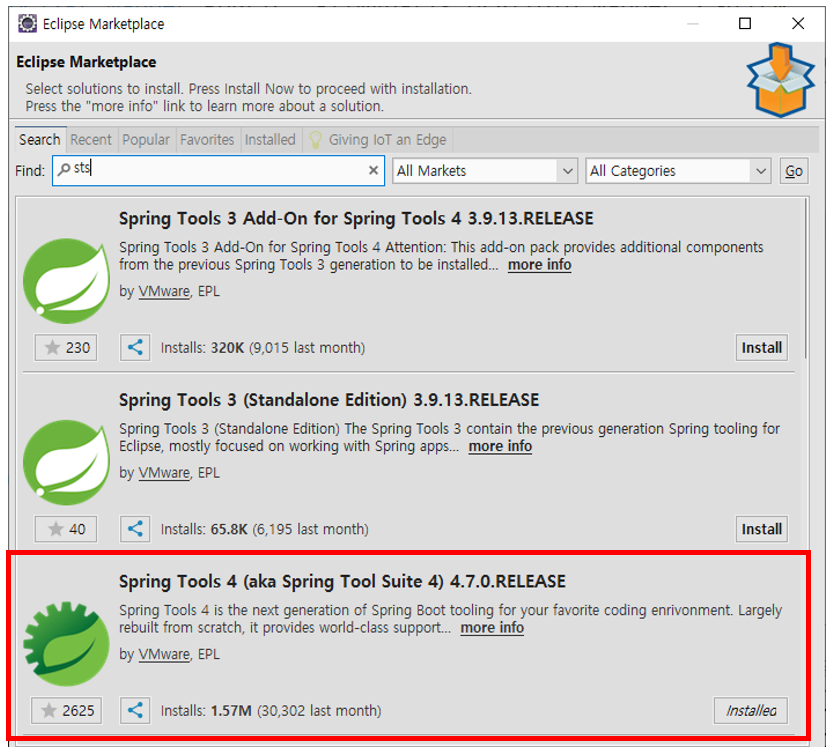 Eclipse Marketplace
Eclipse Marketplace
Select solutions to install. Press Install Now to proceed with installation.
Press the "more info" link to learn more about a solution.
Search Recent Popular Favorites Installed Giving IoT an Edge
Find: sts All Markets All Categories Go
Spring Tools 3 Add-On for Spring Tools 4 3.9.13.RELEASE
Spring Tools 3 Add-On for Spring Tools 4 Attention: This add-on pack provides additional components
from the previous Spring Tools 3 generation to be installed... more info
by VMware, EPL
230 Installs: 320K (9,015 last month) Install
Spring Tools 3 (Standalone Edition) 3.9.13.RELEASE
Spring Tools 3 (Standalone Edition) The Spring Tools 3 contain the previous generation Spring tooling for
Eclipse, mostly focused on working with Spring apps... more info
by VMware, EPL
40 Installs: 65.8K (6,195 last month) Install
Spring Tools 4 (aka Spring Tool Suite 4) 4.7.0.RELEASE
Spring Tools 4 is the next generation of Spring Boot tooling for your favorite coding enrivonment. Largely
rebuilt from scratch, it provides world-class support... more info
by VMware, EPL
2625 Installs: 1.57M (30,302 last month) Installed